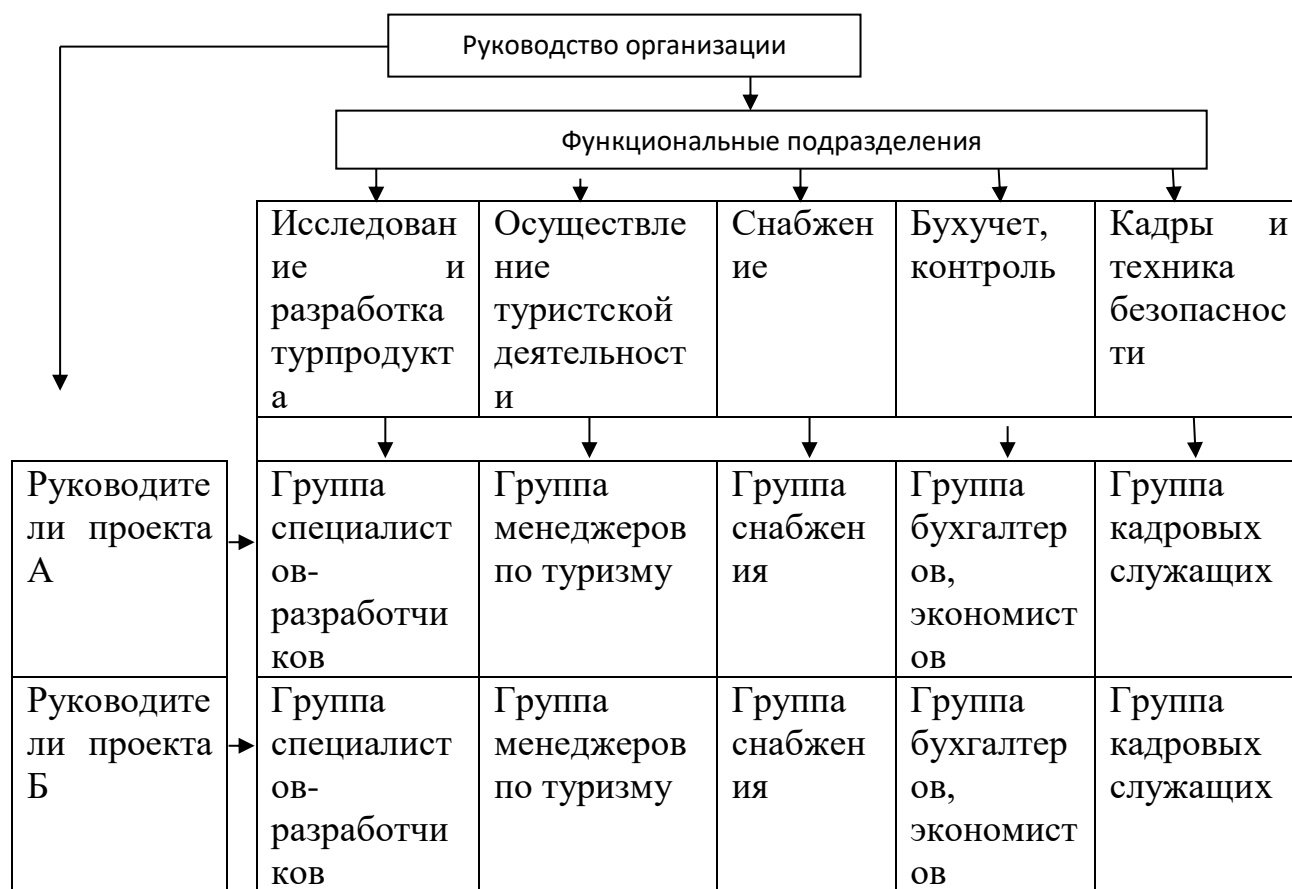 Руководство организации
Функциональные подразделения
Исследован
ие и
разработка
турпродукт
а
Осуществле
ние
туристской
деятельност
и
Снабжен
ие
Бухучет,
контроль
Кадры и
техника
безопаснос
ти
Руководите
ли проекта
А
Группа
специалист
ов-
разработчи
ков
Группа
менеджеров
по туризму
Группа
снабжен
ия
Группа
бухгалтер
ов,
экономист
ов
Группа
кадровых
служащих
Руководите
ли проекта
Б
Группа
специалист
ов-
разработчи
ков
Группа
менеджеров
по туризму
Группа
снабжен
ия
Группа
бухгалтер
ов,
экономист
ов
Группа
кадровых
служащих